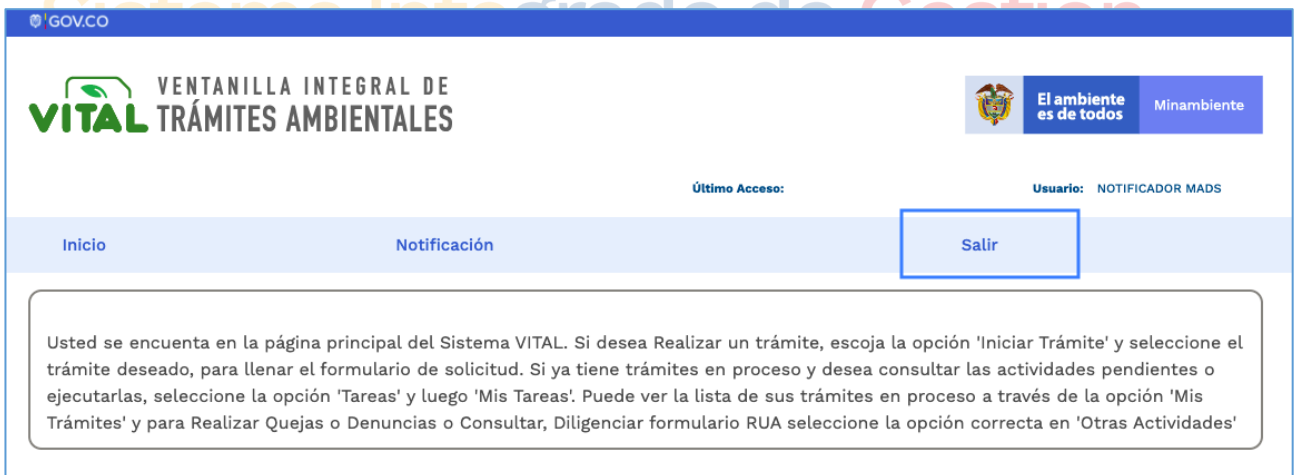 Sistema Integrado de Gestión
GOV.CO
VITAL
VENTANILLA INTEGRAL DE
TRÁMITES AMBIENTALES
El ambiente
es de todos
Minambiente
Último Acceso:
Usuario: NOTIFICADOR MADS
Inicio Notificación Salir
Usted se encuenta en la página principal del Sistema VITAL. Si desea Realizar un trámite, escoja la opción 'Iniciar Trámite' y seleccione el
trámite deseado, para llenar el formulario de solicitud. Si ya tiene trámites en proceso y desea consultar las actividades pendientes o
ejecutarlas, seleccione la opción 'Tareas' y luego 'Mis Tareas'. Puede ver la lista de sus trámites en proceso a través de la opción 'Mis
Trámites' y para Realizar Quejas o Denuncias o Consultar, Diligenciar formulario RUA seleccione la opción correcta en 'Otras Actividades'